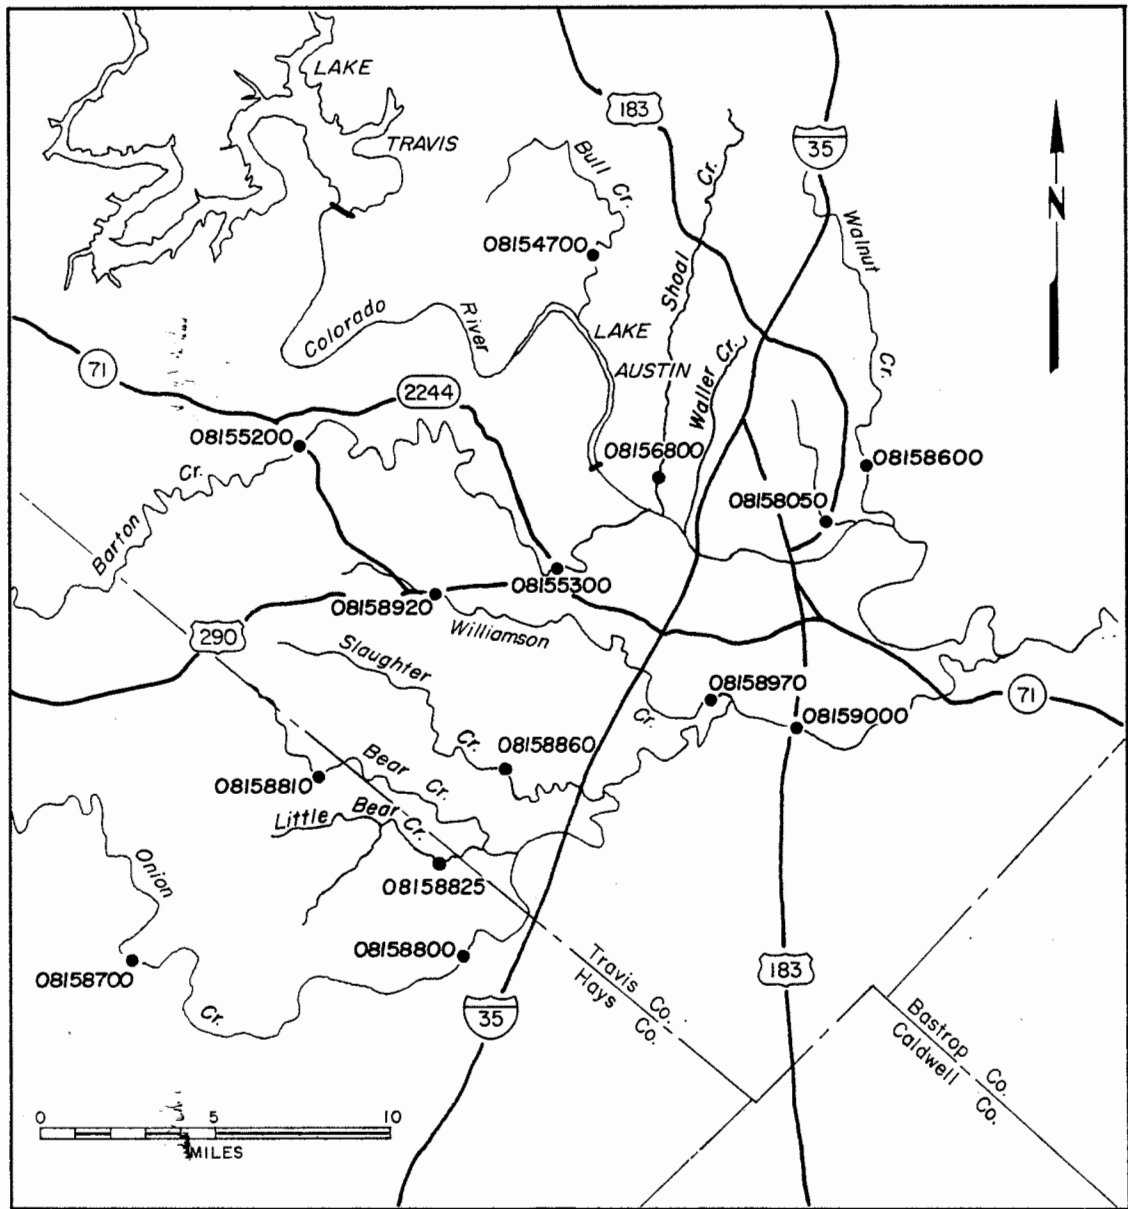 LAKE
TRAVIS
183
35
Bull Cr.
Shoal Cr.
Walnut Cr.
N
08154700
Colorado River
LAKE
AUSTIN
Waller Cr.
71
2244
08155200
08156800
08158600
08158050
Barton Cr.
08155300
08158920
290
Williamson Cr.
Slaughter Cr.
08158970
08159000
71
08158860
08158810
Bear Cr.
Little Bear Cr.
08158825
Onion Cr.
08158800
08158700
183
35
Travis Co.
Hays Co.
Bastrop Co.
Caldwell Co.
0 5 10
MILES